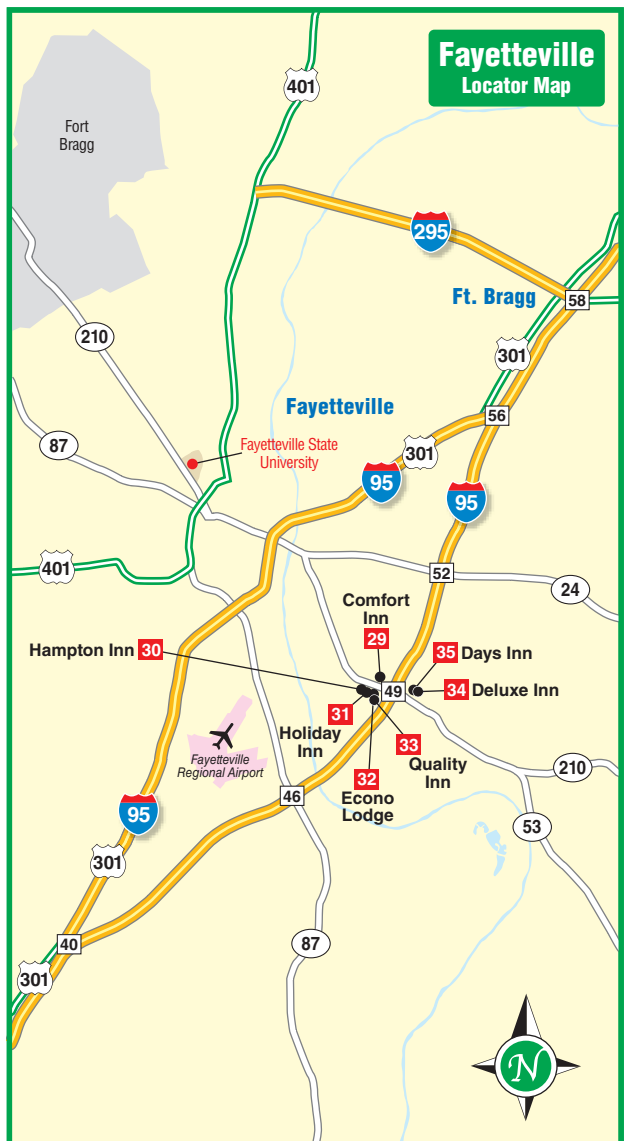 Fayetteville
Locator Map
401
Fort
Bragg
295
Ft. Bragg
58
210
301
Fayetteville
56
87
Fayetteville State
University
301
95
95
401
52
24
Comfort
Inn
29
Hampton Inn 30
35 Days Inn
49
34 Deluxe Inn
31
Holiday
Inn
33
Quality
Inn
32
Econo
Lodge
Fayetteville
Regional Airport
210
46
95
53
301
40
87
301
N